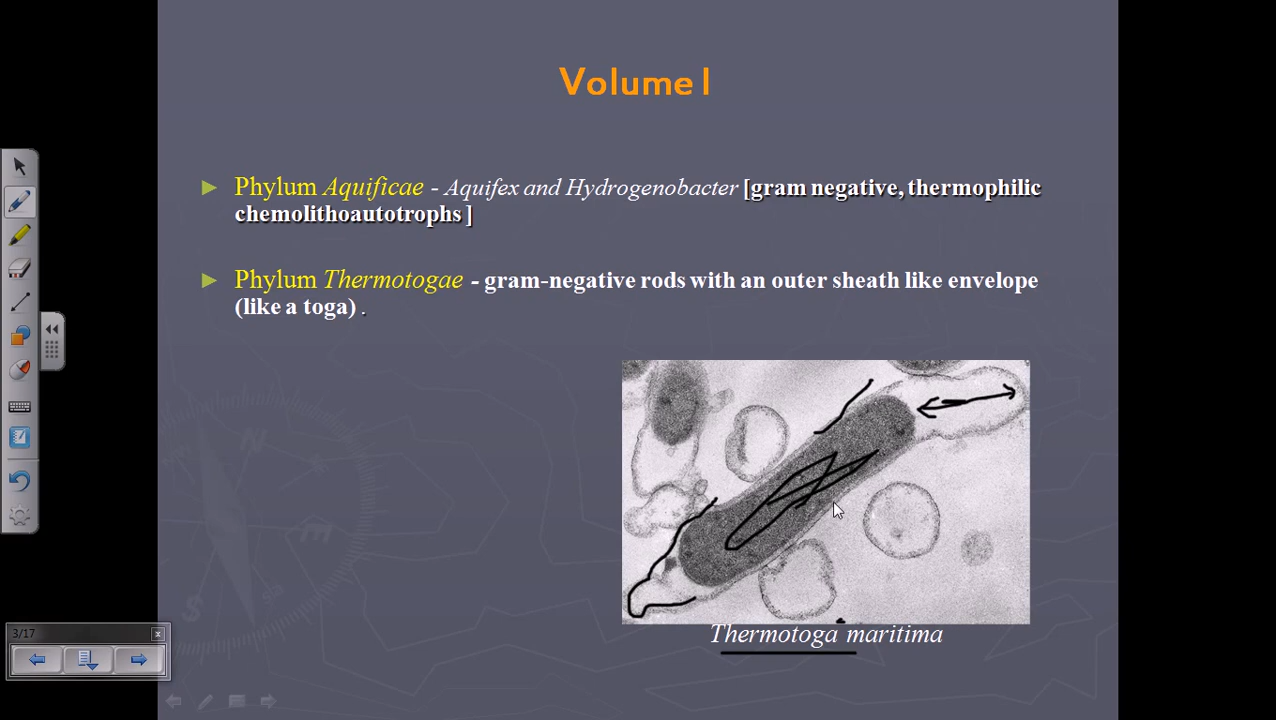 Volume I
Phylum Aquificae - Aquifex and Hydrogenobacter [gram negative, thermophilic
chemolithoautotrophs ]
Phylum Thermotogae - gram-negative rods with an outer sheath like envelope
(like a toga) .
Thermotoga maritima
3/17